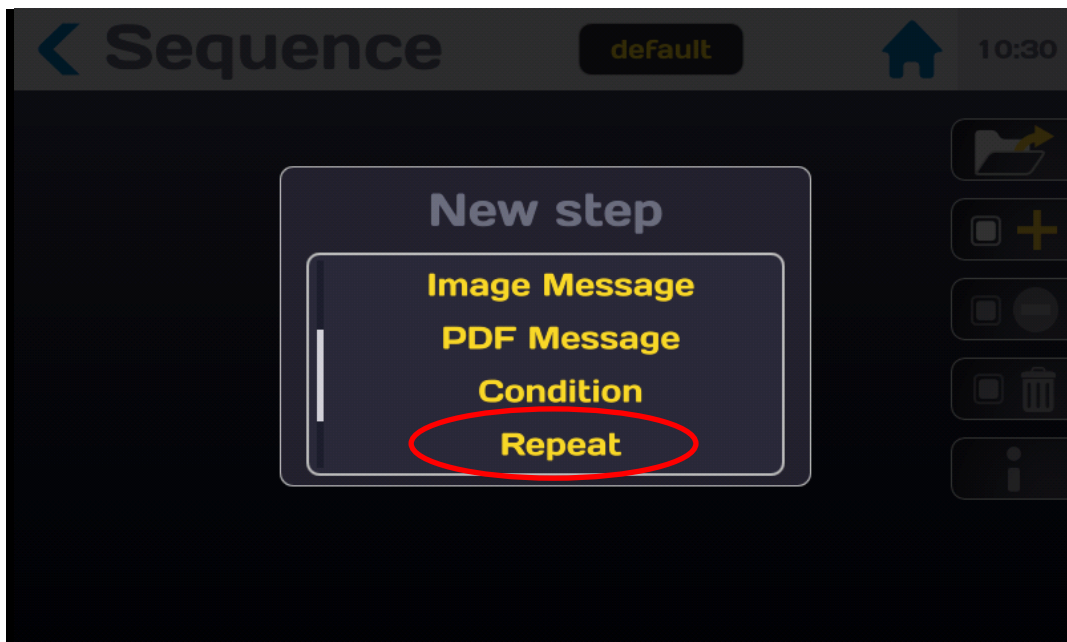 Sequence
default
10:30
New step
Image Message
PDF Message
Condition
Repeat